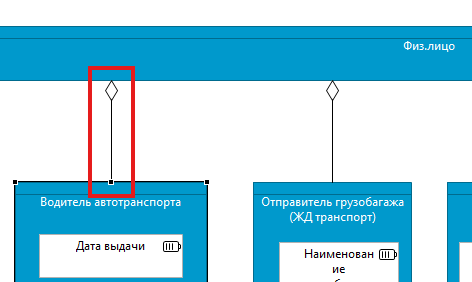 Физ.лицо
Водитель автотранспорта
Отправитель грузобагажа
(ЖД транспорт)
Дата выдачи
Наименован
ие